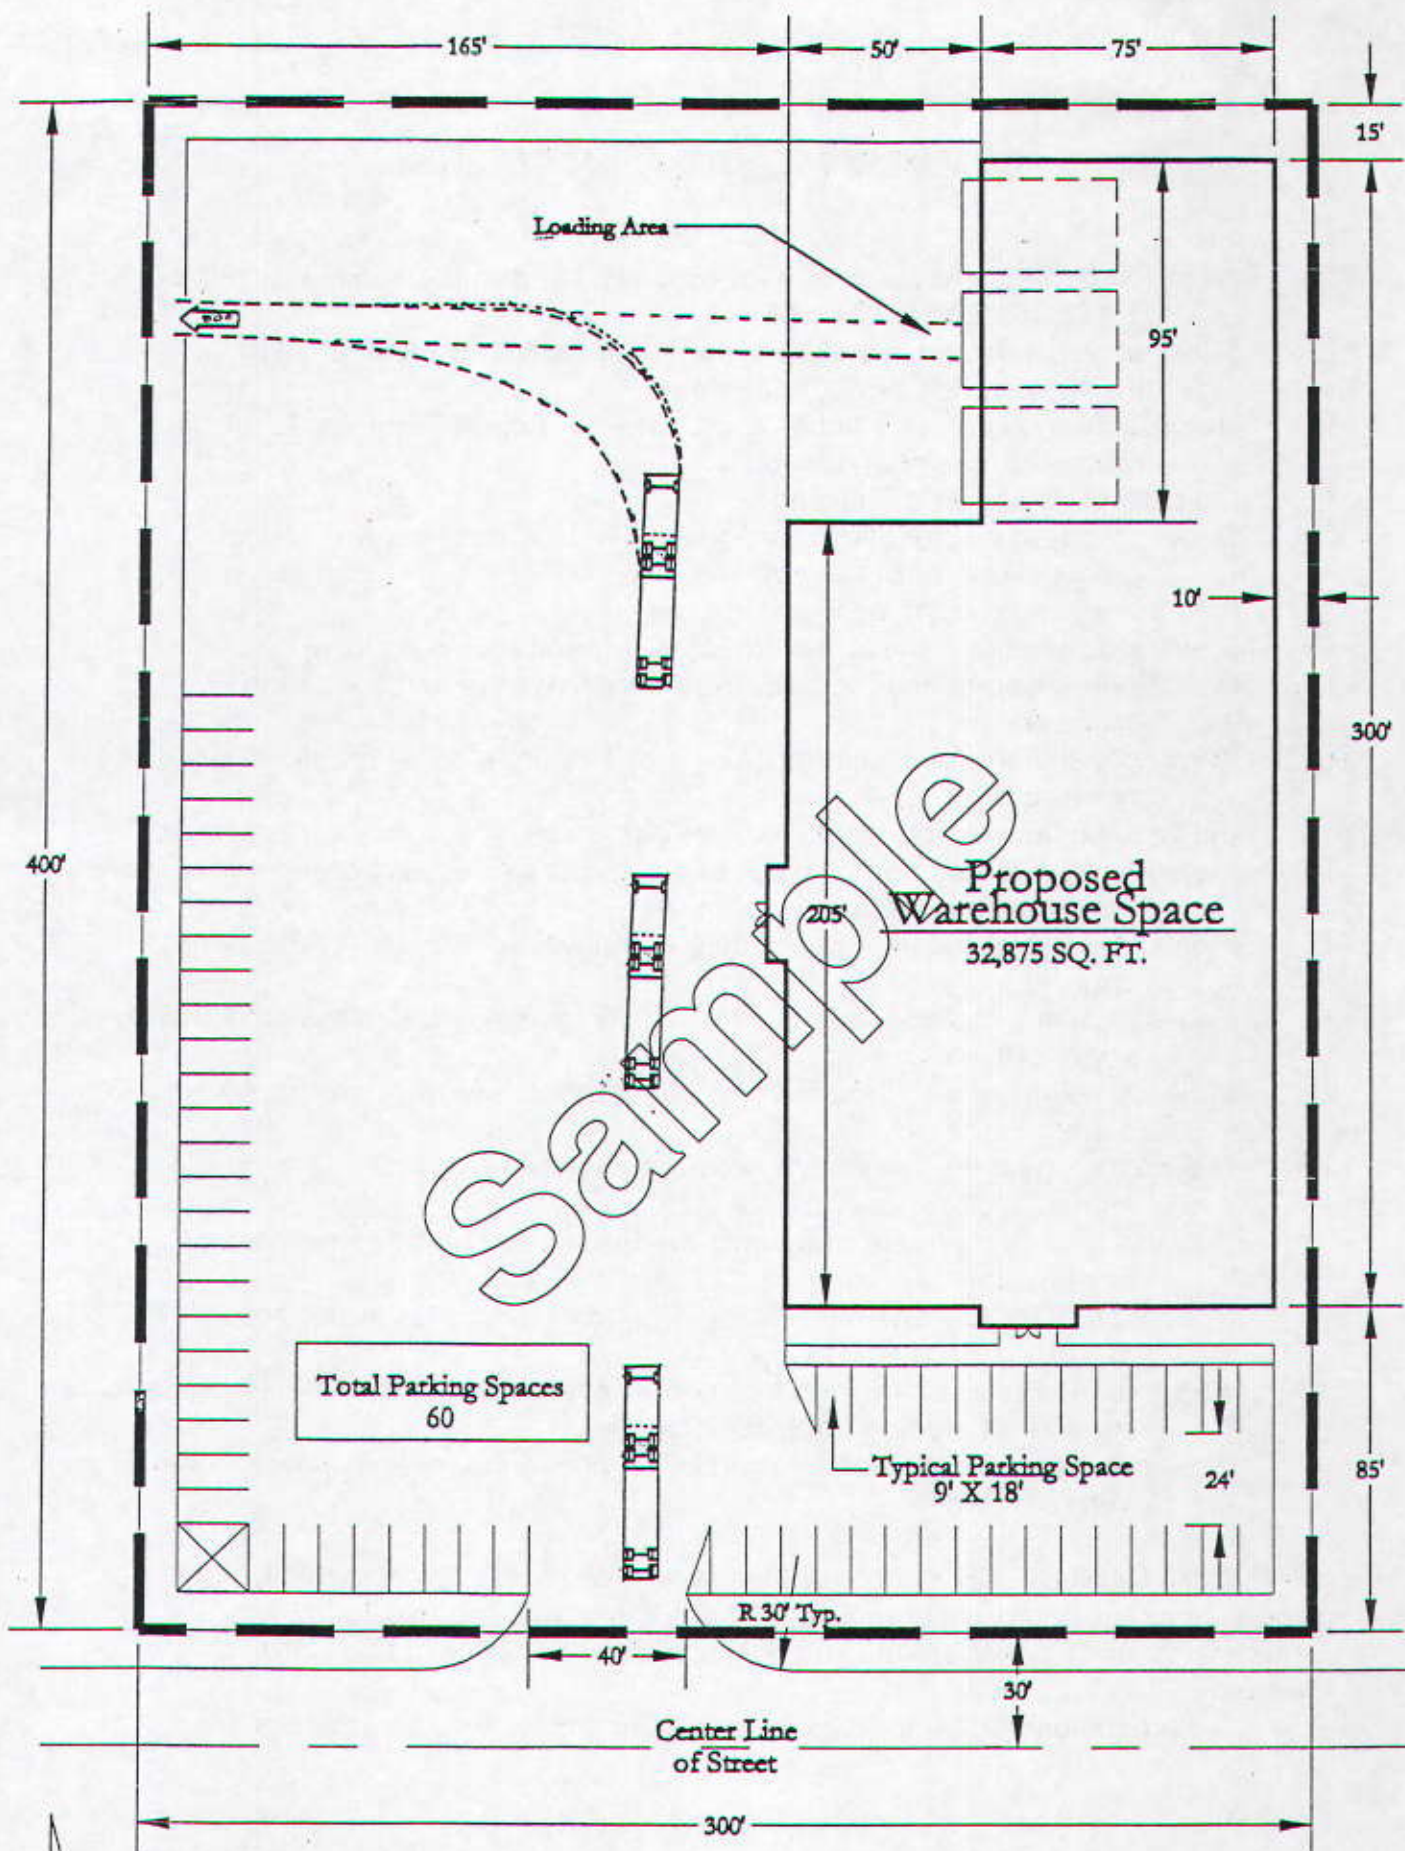 165'
50'
75'
15'
Loading Area
95'
10'
300'
400'
Sample
205'
Proposed
Warehouse Space
32,875 SQ. FT.
Total Parking Spaces
60
Typical Parking Space
9' X 18'
24'
85'
R 30' Typ.
40'
30'
Center Line
of Street
300'